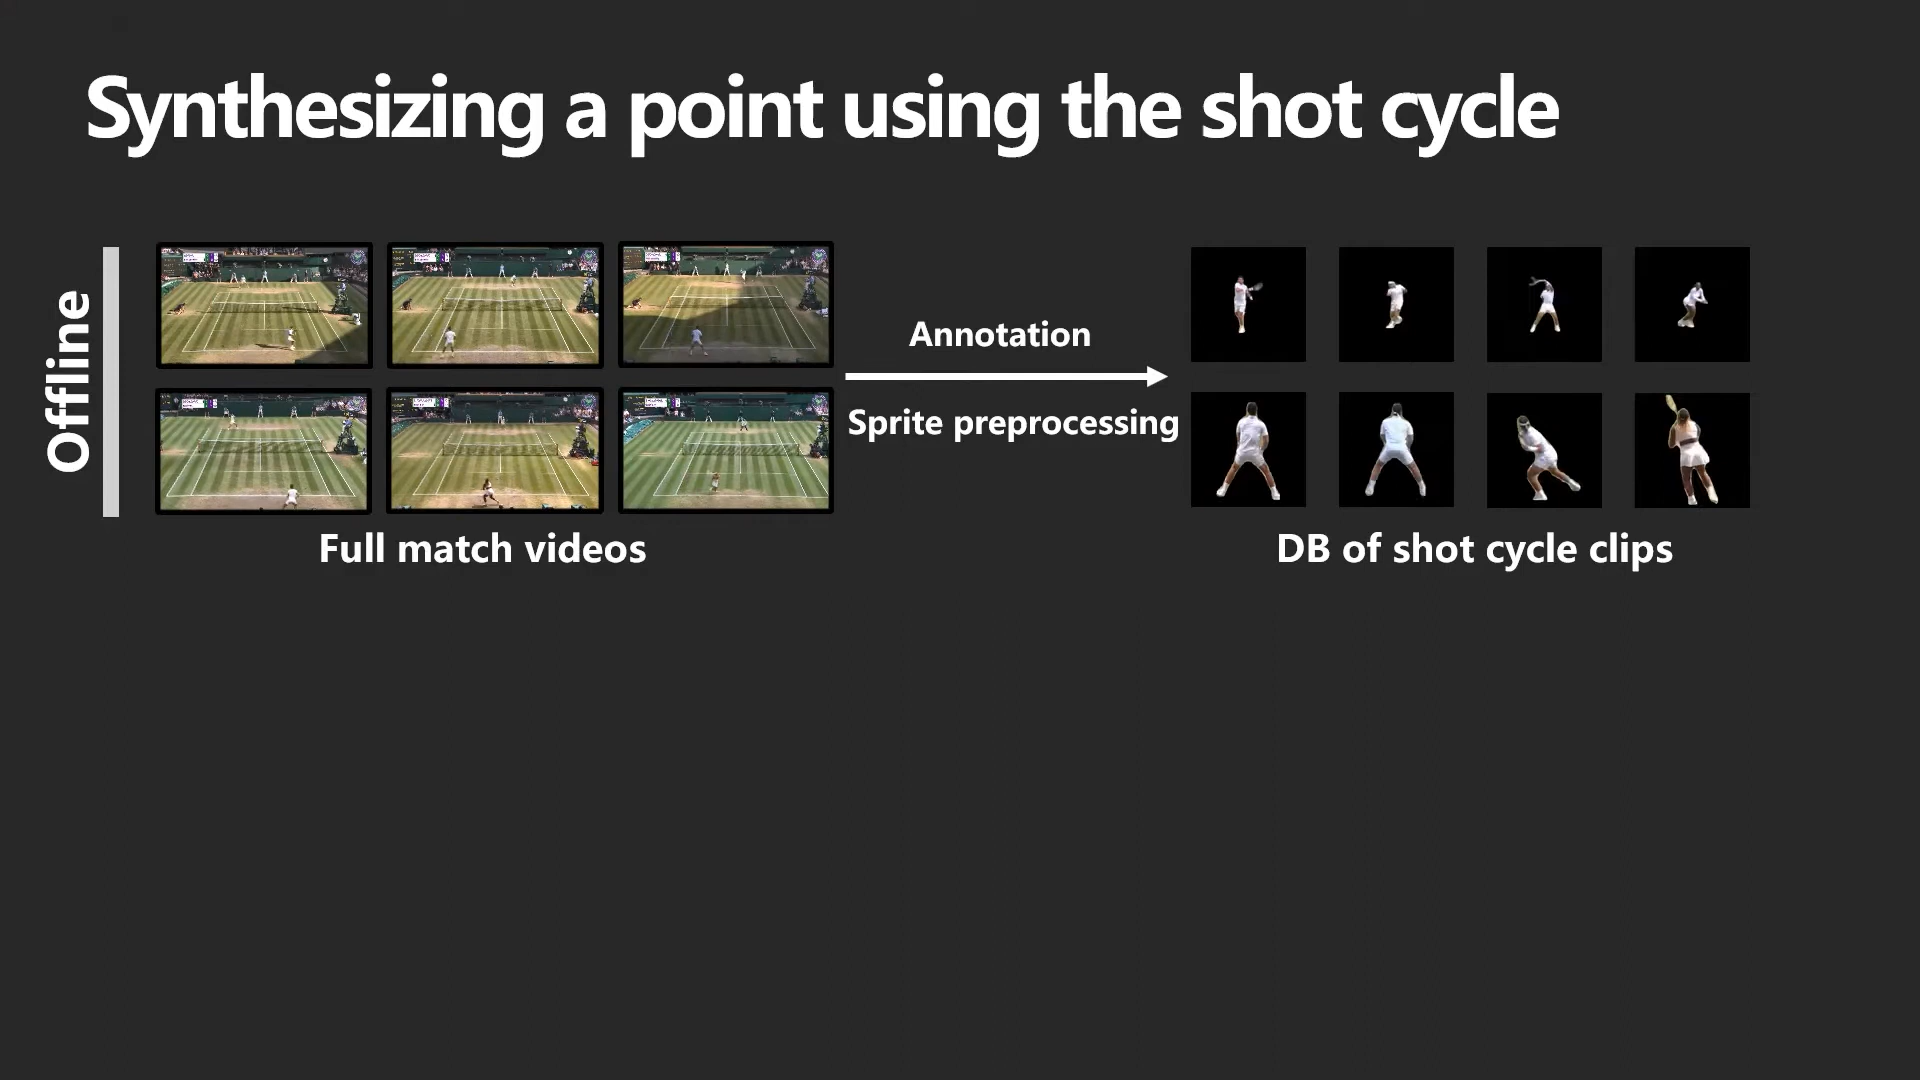 Synthesizing a point using the shot cycle
Offline
Annotation
Sprite preprocessing
Full match videos
DB of shot cycle clips